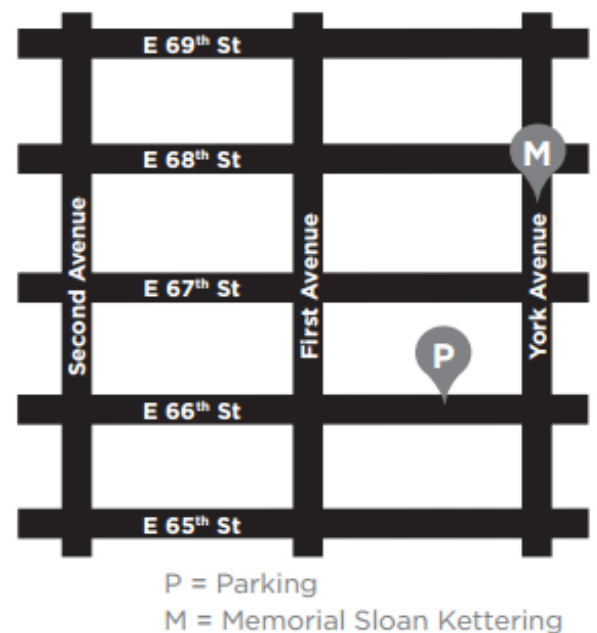 E 69th St
M
E 68th St
Second Avenue
First Avenue
York Avenue
E 67th St
P
E 66th St
E 65th St
P = Parking
M = Memorial Sloan Kettering